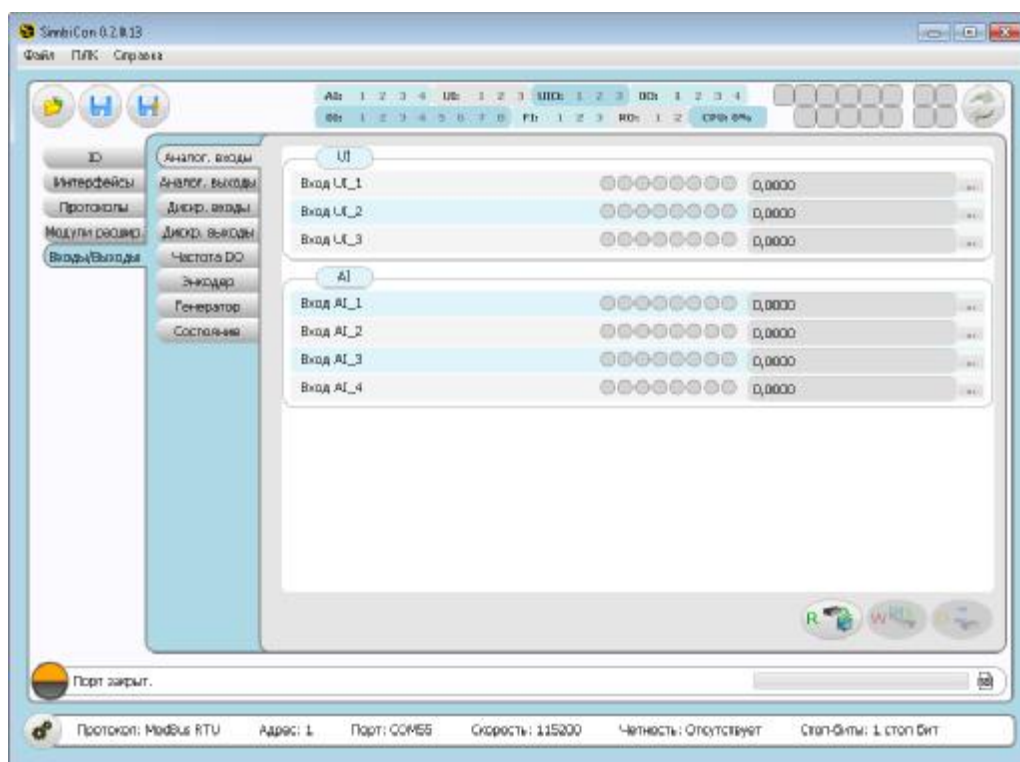 SimbiCon 0.2.8.13
Файл ПЛК Справка
AI: 1 2 3 4 UI: 1 2 3 UIO: 1 2 3 DO: 1 2 3 4
1 2 3 4 5 6 7 8 FI: 1 2 3 RO: 1 2 CPU: 0%
ID
Интерфейсы
Протоколы
Модули расшир.
Входы/Выходы
Аналог. входы
Аналог. выходы
Дискр. входы
Дискр. выходы
Частота DO
Энкодер
Генератор
Состояние
UI
Вход UI_1 0,0000 ...
Вход UI_2 0,0000 ...
Вход UI_3 0,0000 ...
AI
Вход AI_1 0,0000 ...
Вход AI_2 0,0000 ...
Вход AI_3 0,0000 ...
Вход AI_4 0,0000 ...
R W
Порт закрыт.
Протокол: ModBus RTU Адрес: 1 Порт: COM55 Скорость: 115200 Четность: Отсутствует Стоп-биты: 1 стоп бит